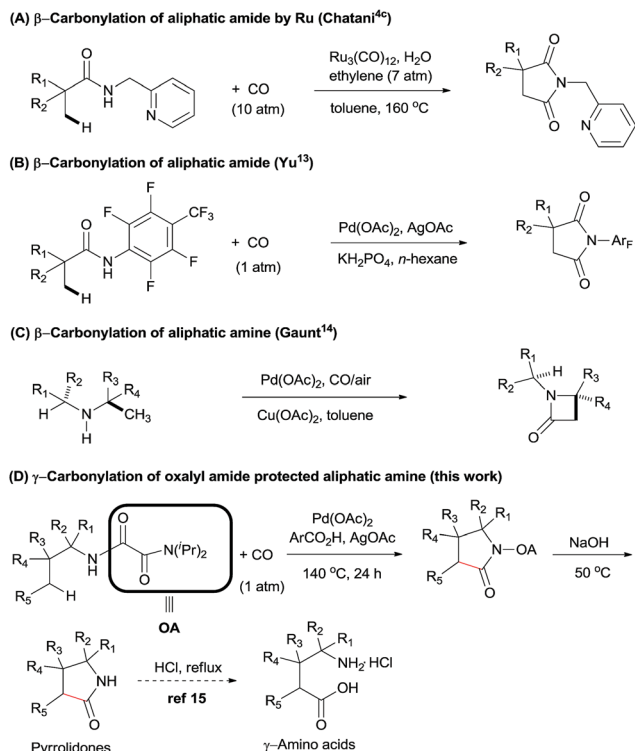 (A) β–Carbonylation of aliphatic amide by Ru (Chatani4c)
R1
R2
O
N
H
H
N
+ CO
(10 atm)
Ru3(CO)12, H2O
ethylene (7 atm)
toluene, 160 oC
R1
R2
O
N
O
N
(B) β–Carbonylation of aliphatic amide (Yu13)
R1
R2
O
N
H
H
F
F
CF3
F
F
+ CO
(1 atm)
Pd(OAc)2, AgOAc
KH2PO4, n-hexane
R1
R2
O
N–ArF
O
(C) β–Carbonylation of aliphatic amine (Gaunt14)
R1
R2
H
N
H
R3
R4
CH3
Pd(OAc)2, CO/air
Cu(OAc)2, toluene
R1
R2
H
N
R3
R4
O
(D) γ–Carbonylation of oxalyl amide protected aliphatic amine (this work)
R2
R1
R3
R4
R5
H
N
H
O
O
N(iPr)2
OA
+ CO
(1 atm)
Pd(OAc)2
ArCO2H, AgOAc
140 oC, 24 h
R2
R1
R3
R4
R5
N–OA
O
NaOH
50 oC
R2
R1
R3
R4
R5
NH
O
Pyrrolidones
HCl, reflux
ref 15
R2
R1
R3
R4
R5
NH2·HCl
OH
O
γ–Amino acids